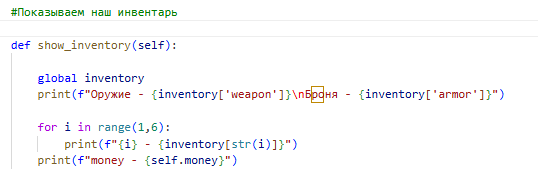 #Показываем наш инвентарь
def show_inventory(self):
global inventory
print(f"Оружие - {inventory['weapon']}\nБроня - {inventory['armor']}")
for i in range(1,6):
print(f"{i} - {inventory[str(i)]}")
print(f"money - {self.money}")